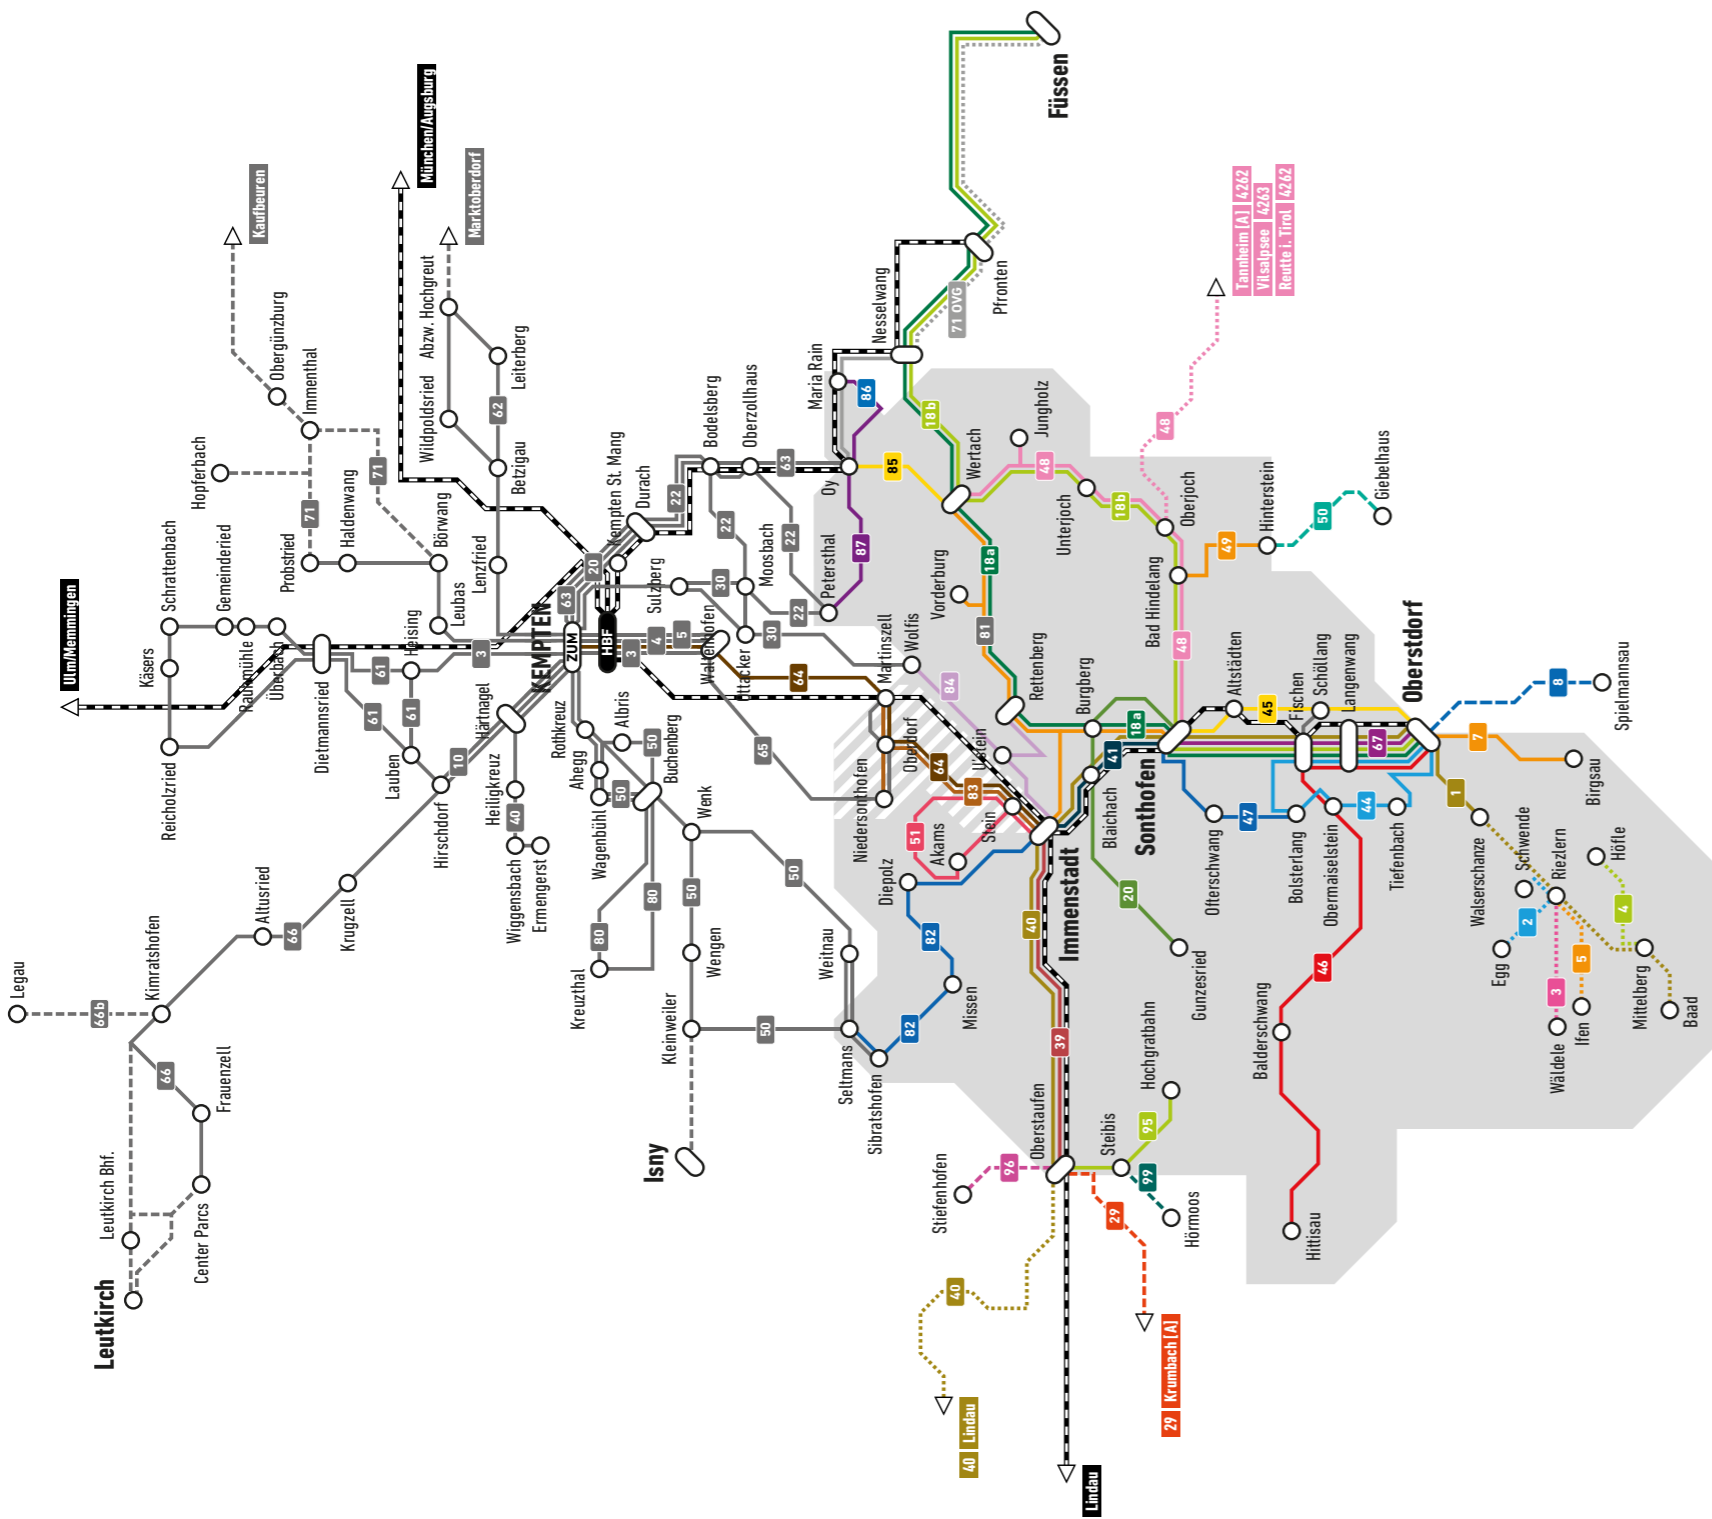 Leutkirch
Leutkirch Bhf.
Center Parcs
Frauenzell
66
Legau
66b
Kimratshofen
Altusried
66
Krugzell
Hirschdorf
10
Lauben
61
61
61
Heising
3
Härtnagel
Heiligkreuz
40
Wiggensbach
Ermengerst
Ulm/Memmingen
Reicholzried
Käsers
Schrattenbach
Gemeinderied
Rauhmühle
Überbach
Dietmannsried
Hopferbach
Probstried
71
Haldenwang
Börwang
Leubas
71
Immenthal
Obergünzburg
Kaufbeuren
München/Augsburg
Marktoberdorf
Abzw. Hochgreut
Wildpoldsried
Leiterberg
62
Betzigau
Lenzfried
KEMPTEN
ZUM
HBF
63
20
Kempten St. Mang
Durach
3
4
5
Waltenhofen
64
65
Rothkreuz
Ahegg
Albris
50
Wagenbühl
50
Buchenberg
80
80
Kreuzthal
Wenk
50
50
Wengen
Kleinweiler
50
Isny
Weitnau
Seltmans
Sibratshofen
82
Missen
82
Diepolz
Sulzberg
30
Moosbach
Ottacker
30
22
22
22
22
Petersthal
87
Bodelsberg
Oberzollhaus
63
Oy
85
86
Maria Rain
Nesselwang
71 OVG
Pfronten
Füssen
18b
Wertach
Jungholz
48
Unterjoch
18b
Oberjoch
48
Tannheim [A] 4262
Vilsalpsee 4263
Reutte i. Tirol 4262
Bad Hindelang
48
49
Hinterstein
50
Giebelhaus
18a
81
Vorderburg
Rettenberg
Burgberg
18a
Wolfis
84
Martinszell
Oberdorf
Niedersonthofen
64
83
Stein
51
Akams
Immenstadt
Blaichach
41
Sonthofen
20
Gunzesried
40
39
Oberstaufen
Stiefenhofen
96
Steibis
95
Hochgratbahn
99
Hörmoos
29
29 Krumbach [A]
40
40 Lindau
Lindau
Altstädten
45
Fischen
Schöllang
Langenwang
67
Oberstdorf
Ofterschwang
47
Bolsterlang
Obermaiselstein
44
Tiefenbach
46
Balderschwang
Hittisau
8
Spielmannsau
7
Birgsau
1
Walserschanze
Schwende
Riezlern
Egg
2
3
Wäldele
5
Ifen
4
Höfle
Mittelberg
Baad